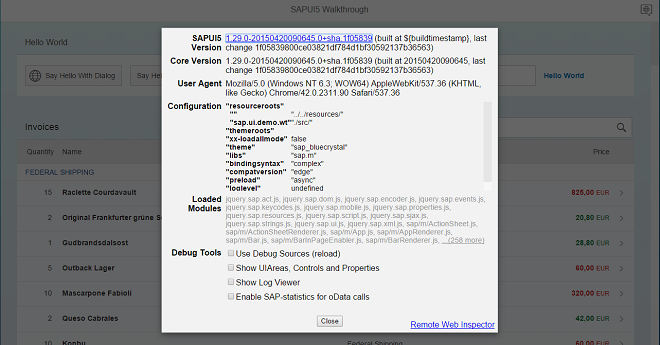 SAPUI5 Walkthrough
Hello World
Say Hello With Dialog
Say Hello
Hello World
Invoices
Quantity Name Price
FEDERAL SHIPPING
15 Raclette Courdavault 825,00 EUR
2 Original Frankfurter grüne S 20,80 EUR
1 Gudbrandsdalsost 28,80 EUR
5 Outback Lager 60,00 EUR
10 Mascarpone Fabioli 320,00 EUR
2 Queso Cabrales 42,00 EUR
10 Konbu Federal Shipping 60,00 EUR
SAPUI5 Version 1.29.0-20150420090645.0+sha.1f05839 (built at ${buildtimestamp}, last
change 1f05839800ce03821df784d1bf30592137b36563)
Core Version 1.29.0-20150420090645.0+sha.1f05839 (built at 20150420090645, last
change 1f05839800ce03821df784d1bf30592137b36563)
User Agent Mozilla/5.0 (Windows NT 6.3; WOW64) AppleWebKit/537.36 (KHTML,
like Gecko) Chrome/42.0.2311.90 Safari/537.36
Configuration "resourceroots"
"" "../../resources/"
"sap.ui.demo.wt" "./src/"
"themeroots"
"xx-loadallmode" false
"theme" "sap_bluecrystal"
"libs" "sap.m"
"bindingsyntax" "complex"
"compatversion" "edge"
"preload" "async"
"loglevel" undefined
Loaded Modules jquery.sap.act.js, jquery.sap.dom.js, jquery.sap.encoder.js, jquery.sap.events.js,
jquery.sap.keycodes.js, jquery.sap.mobile.js, jquery.sap.properties.js,
jquery.sap.resources.js, jquery.sap.script.js, jquery.sap.sjax.js,
jquery.sap.strings.js, jquery.sap.ui.js, jquery.sap.xml.js, sap/m/ActionSheet.js,
sap/m/ActionSheetRenderer.js, sap/m/App.js, sap/m/AppRenderer.js,
sap/m/Bar.js, sap/m/BarInPageEnabler.js, sap/m/BarRenderer.js, ...(258 more)
Debug Tools Use Debug Sources (reload)
Show UIAreas, Controls and Properties
Show Log Viewer
Enable SAP-statistics for oData calls
Close
Remote Web Inspector